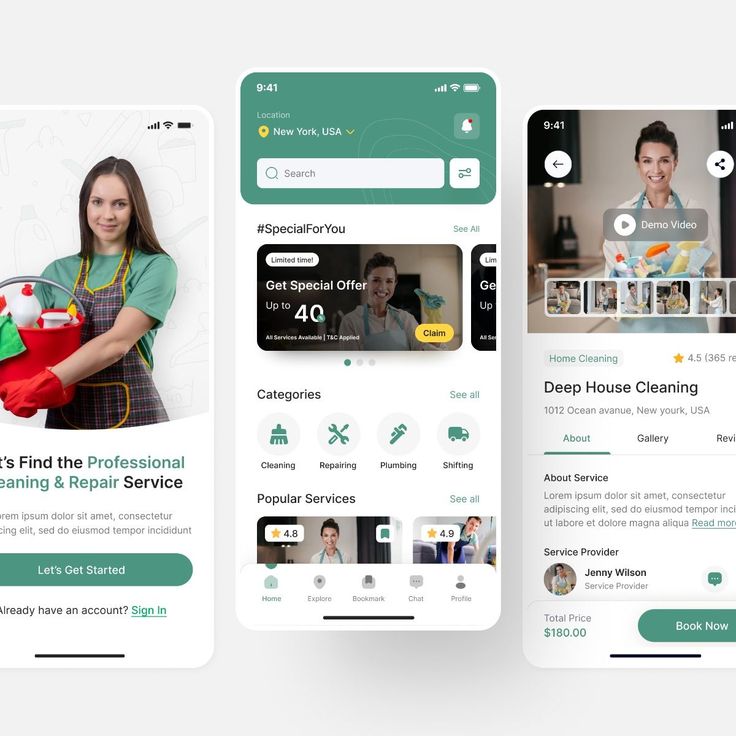 't's Find the Professional
eaning & Repair Service
orem ipsum dolor sit amet, consectetur
cing elit, sed do eiusmod tempor incididunt
Let's Get Started
Already have an account? Sign In
9:41
Location
New York, USA
Search
#SpecialForYou
See All
Limited time!
Get Special Offer
Up to 40
All Services Available | T&C Applied
Claim
Lim
Get
Up
All Se
Categories
See all
Cleaning
Repairing
Plumbing
Shifting
Popular Services
See all
4.8
4.9
Home
Explore
Bookmark
Chat
Profile
9:41
Demo Video
Home Cleaning
4.5 (365 re
Deep House Cleaning
1012 Ocean avanue, New yourk, USA
About
Gallery
Revi
About Service
Lorem ipsum dolor sit amet, consectetur
adipiscing elit, sed do eiusmod tempor inci
ut labore et dolore magna aliqua Read more
Service Provider
Jenny Wilson
Service Provider
Total Price
$180.00
Book Now